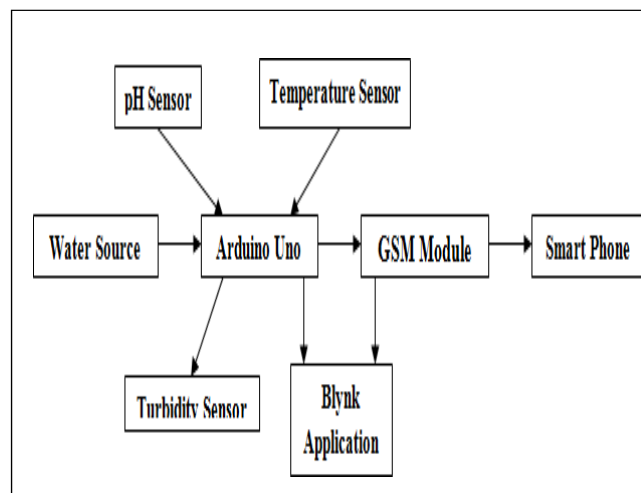 pH Sensor
Temperature Sensor
Water Source
Arduino Uno
GSM Module
Smart Phone
Turbidity Sensor
Blynk
Application